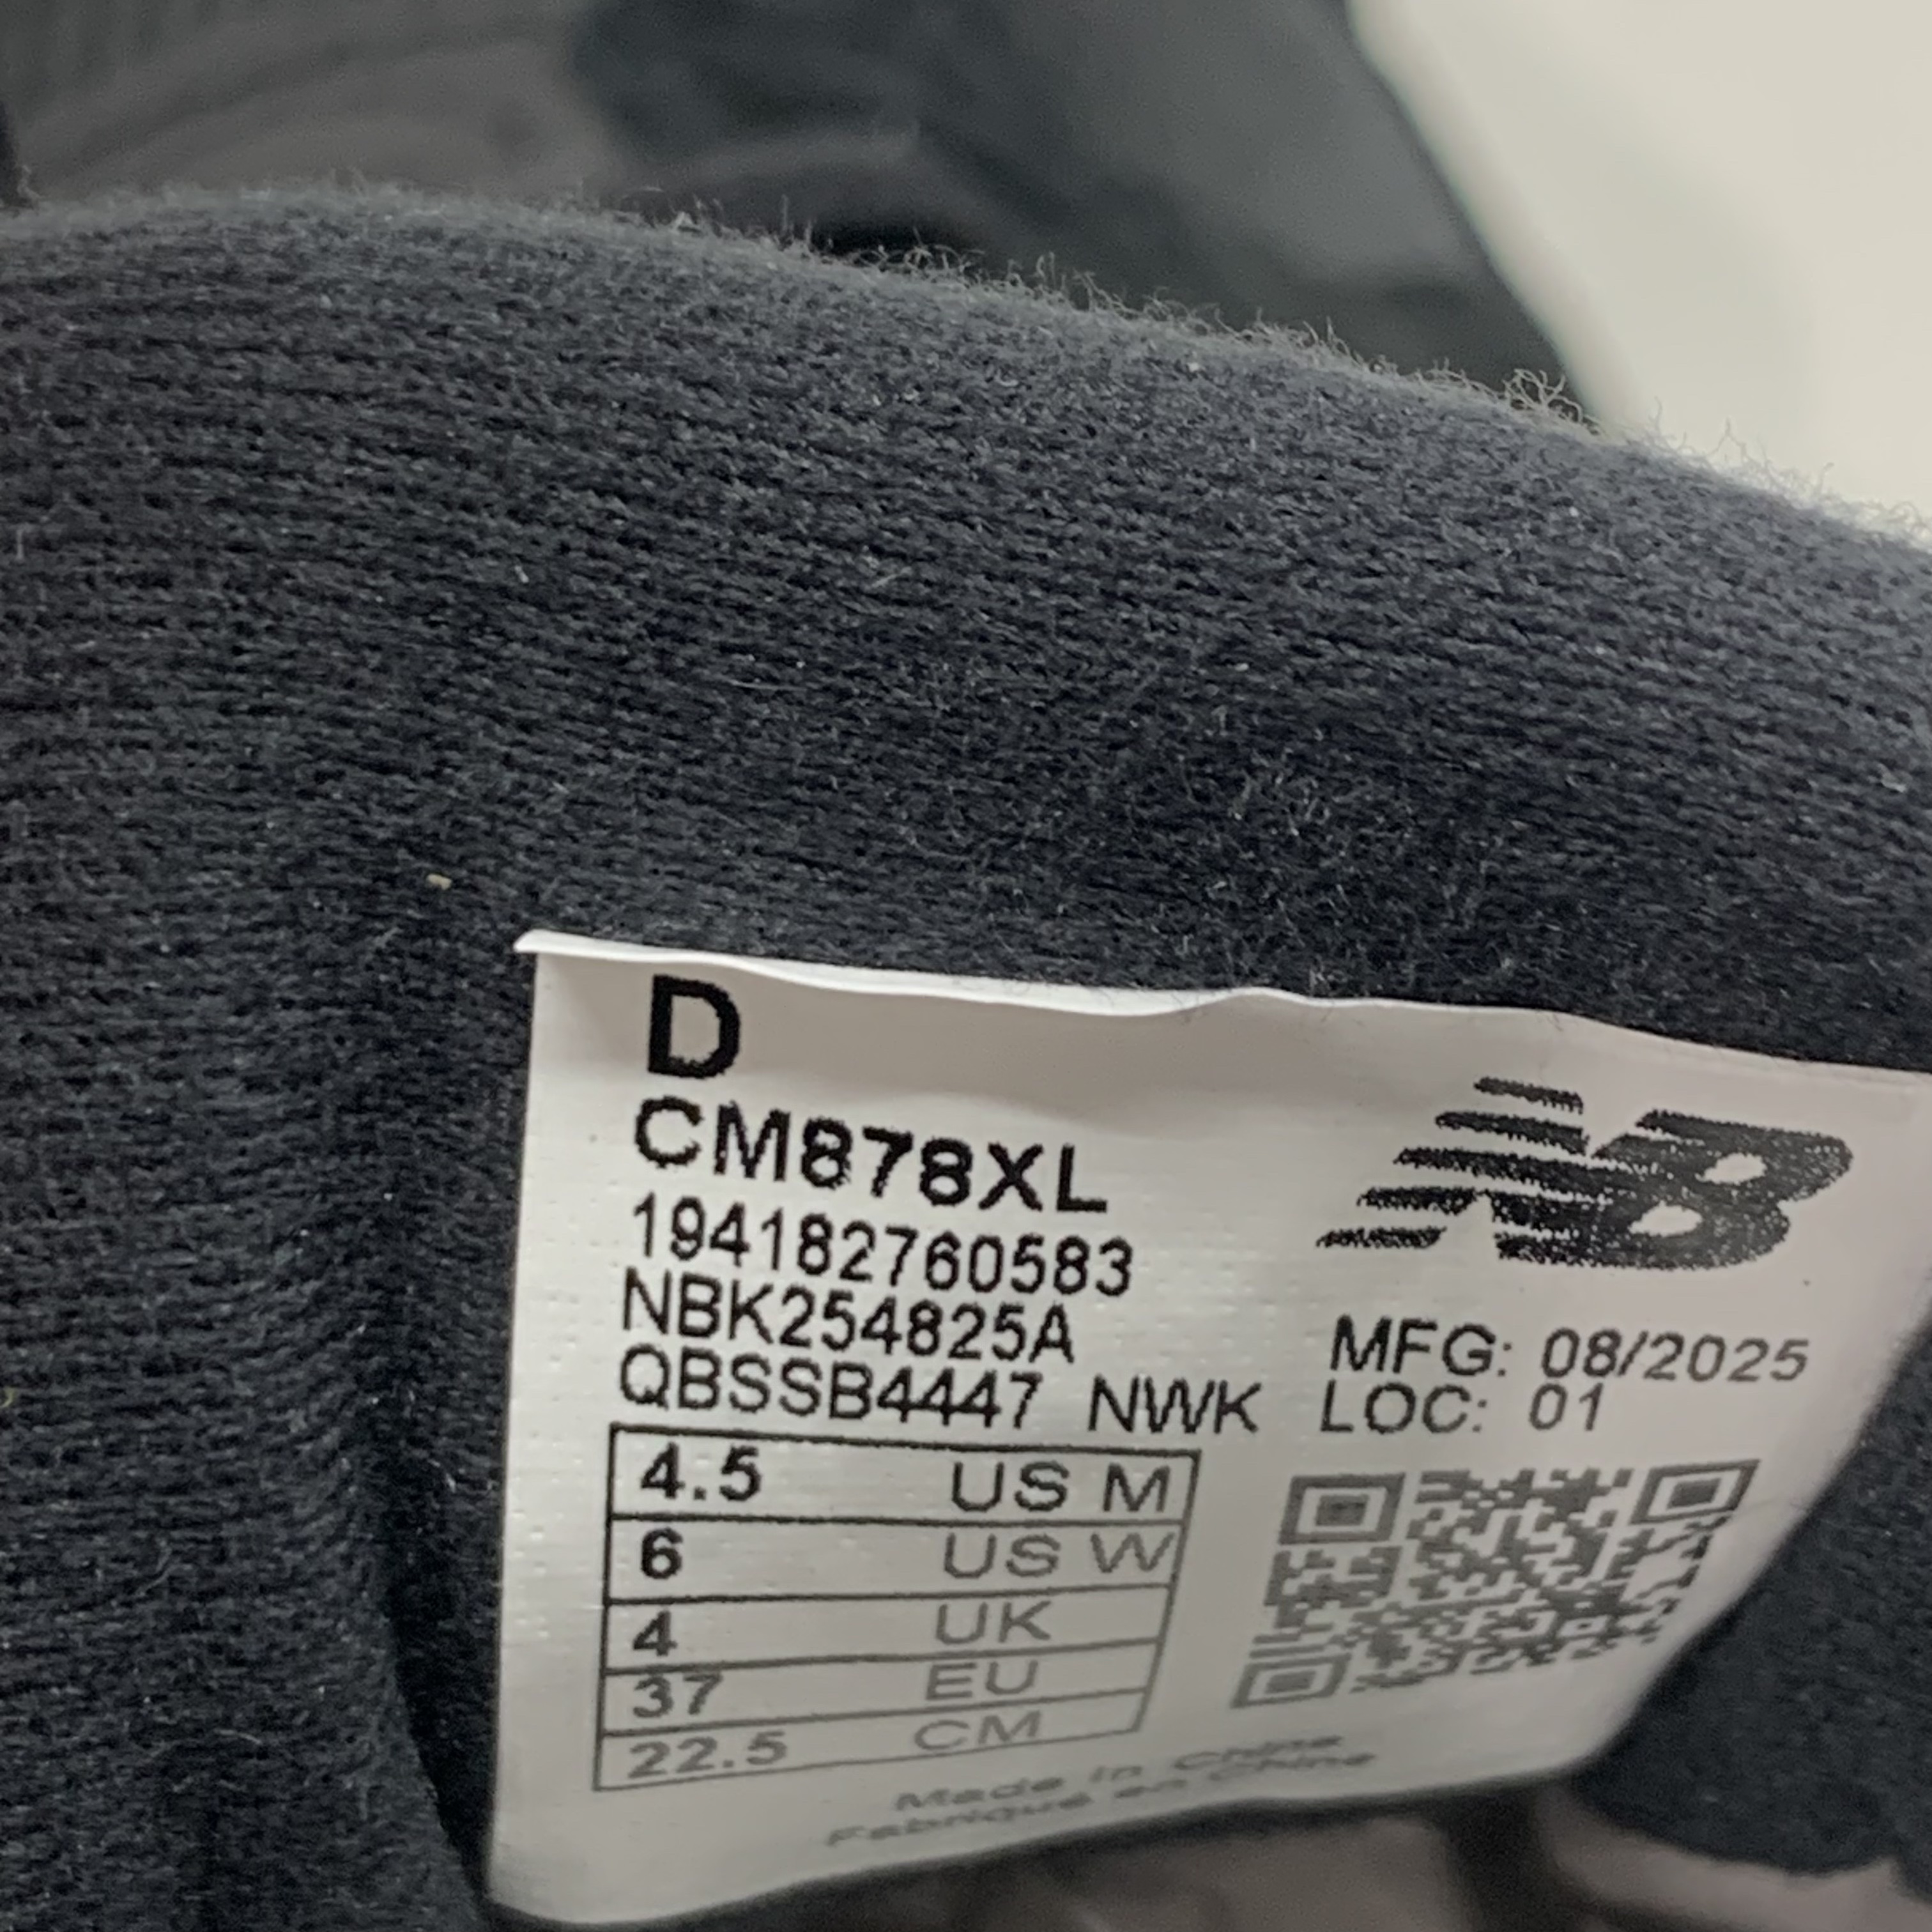 D
CM878XL
194182760583
NBK254825A
QBSSB4447 NWK
NB
MFG: 08/2025
LOC: 01
4.5 US M
6 US W
4 UK
37 EU
22.5 CM
Made in China
Fabriqué en Chine